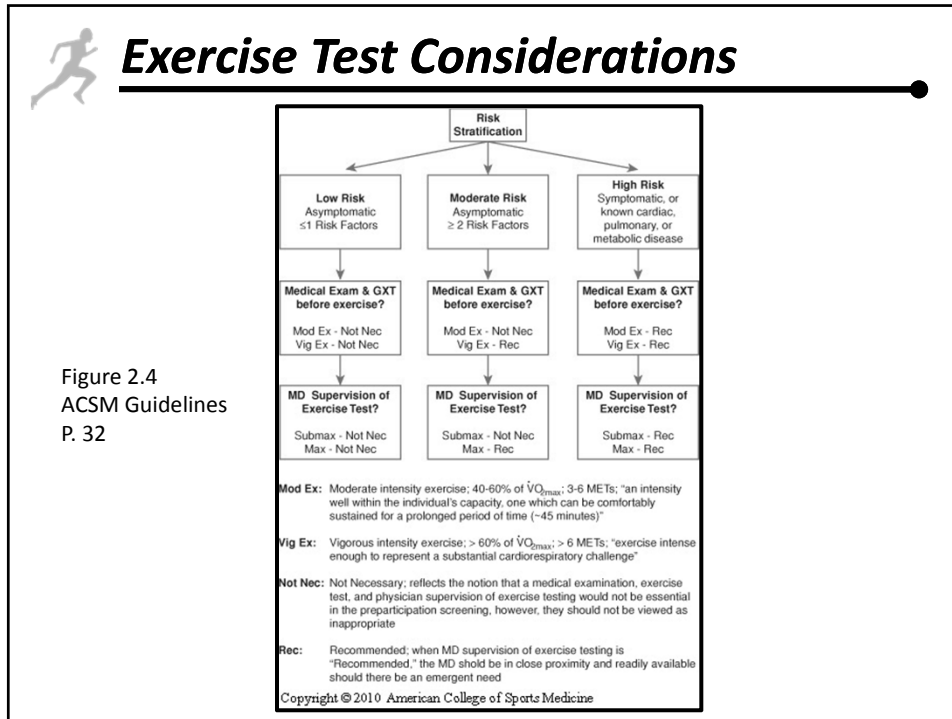 Exercise Test Considerations
Risk
Stratification
Low Risk
Asymptomatic
≤1 Risk Factors
Moderate Risk
Asymptomatic
≥ 2 Risk Factors
High Risk
Symptomatic, or
known cardiac,
pulmonary, or
metabolic disease
Medical Exam & GXT
before exercise?
Mod Ex - Not Nec
Vig Ex - Not Nec
Medical Exam & GXT
before exercise?
Mod Ex - Not Nec
Vig Ex - Rec
Medical Exam & GXT
before exercise?
Mod Ex - Rec
Vig Ex - Rec
MD Supervision of
Exercise Test?
Submax - Not Nec
Max - Not Nec
MD Supervision of
Exercise Test?
Submax - Not Nec
Max - Rec
MD Supervision of
Exercise Test?
Submax - Rec
Max - Rec
Figure 2.4
ACSM Guidelines
P. 32
Mod Ex: Moderate intensity exercise; 40-60% of V̇O2max; 3-6 METs; "an intensity
well within the individual's capacity, one which can be comfortably
sustained for a prolonged period of time (~45 minutes)"
Vig Ex: Vigorous intensity exercise; > 60% of V̇O2max; > 6 METs; "exercise intense
enough to represent a substantial cardiorespiratory challenge"
Not Nec: Not Necessary; reflects the notion that a medical examination, exercise
test, and physician supervision of exercise testing would not be essential
in the preparticipation screening, however, they should not be viewed as
inappropriate
Rec: Recommended; when MD supervision of exercise testing is
"Recommended," the MD shold be in close proximity and readily available
should there be an emergent need
Copyright © 2010 American College of Sports Medicine